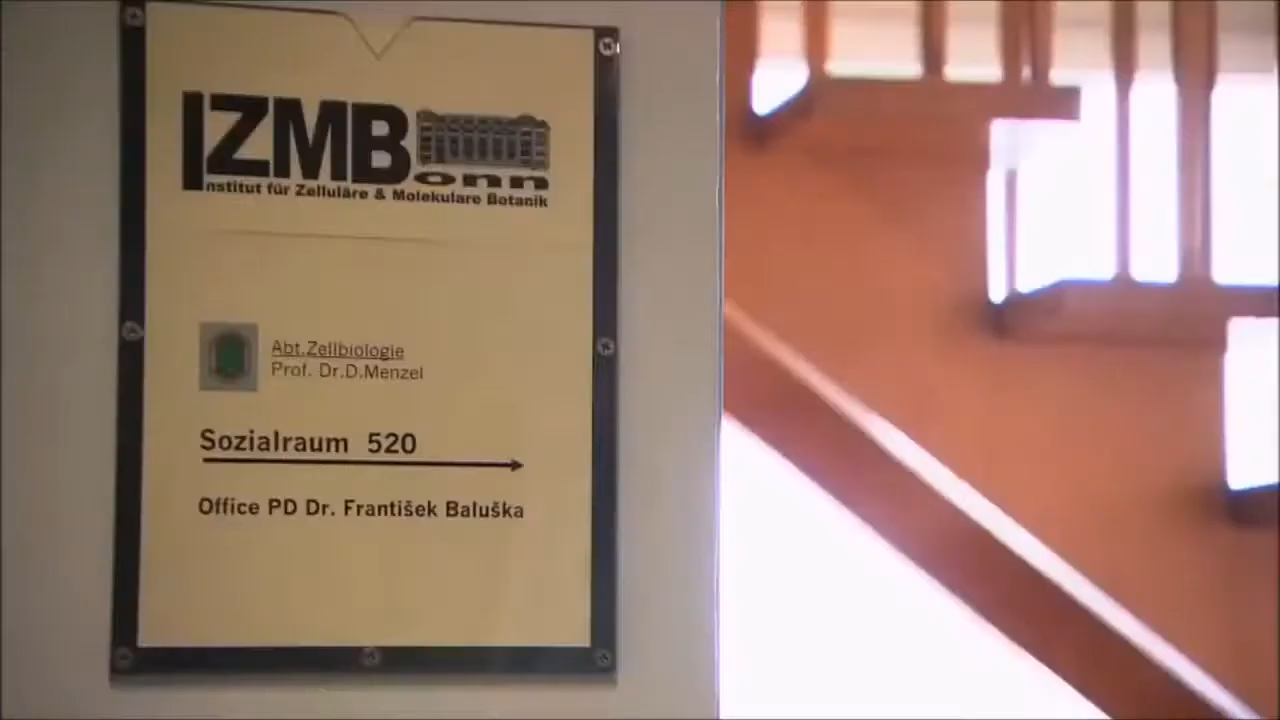 IZMBonn
Institut für Zelluläre & Molekulare Botanik
Abt.Zellbiologie
Prof. Dr.D.Menzel
Sozialraum 520
Office PD Dr. František Baluška